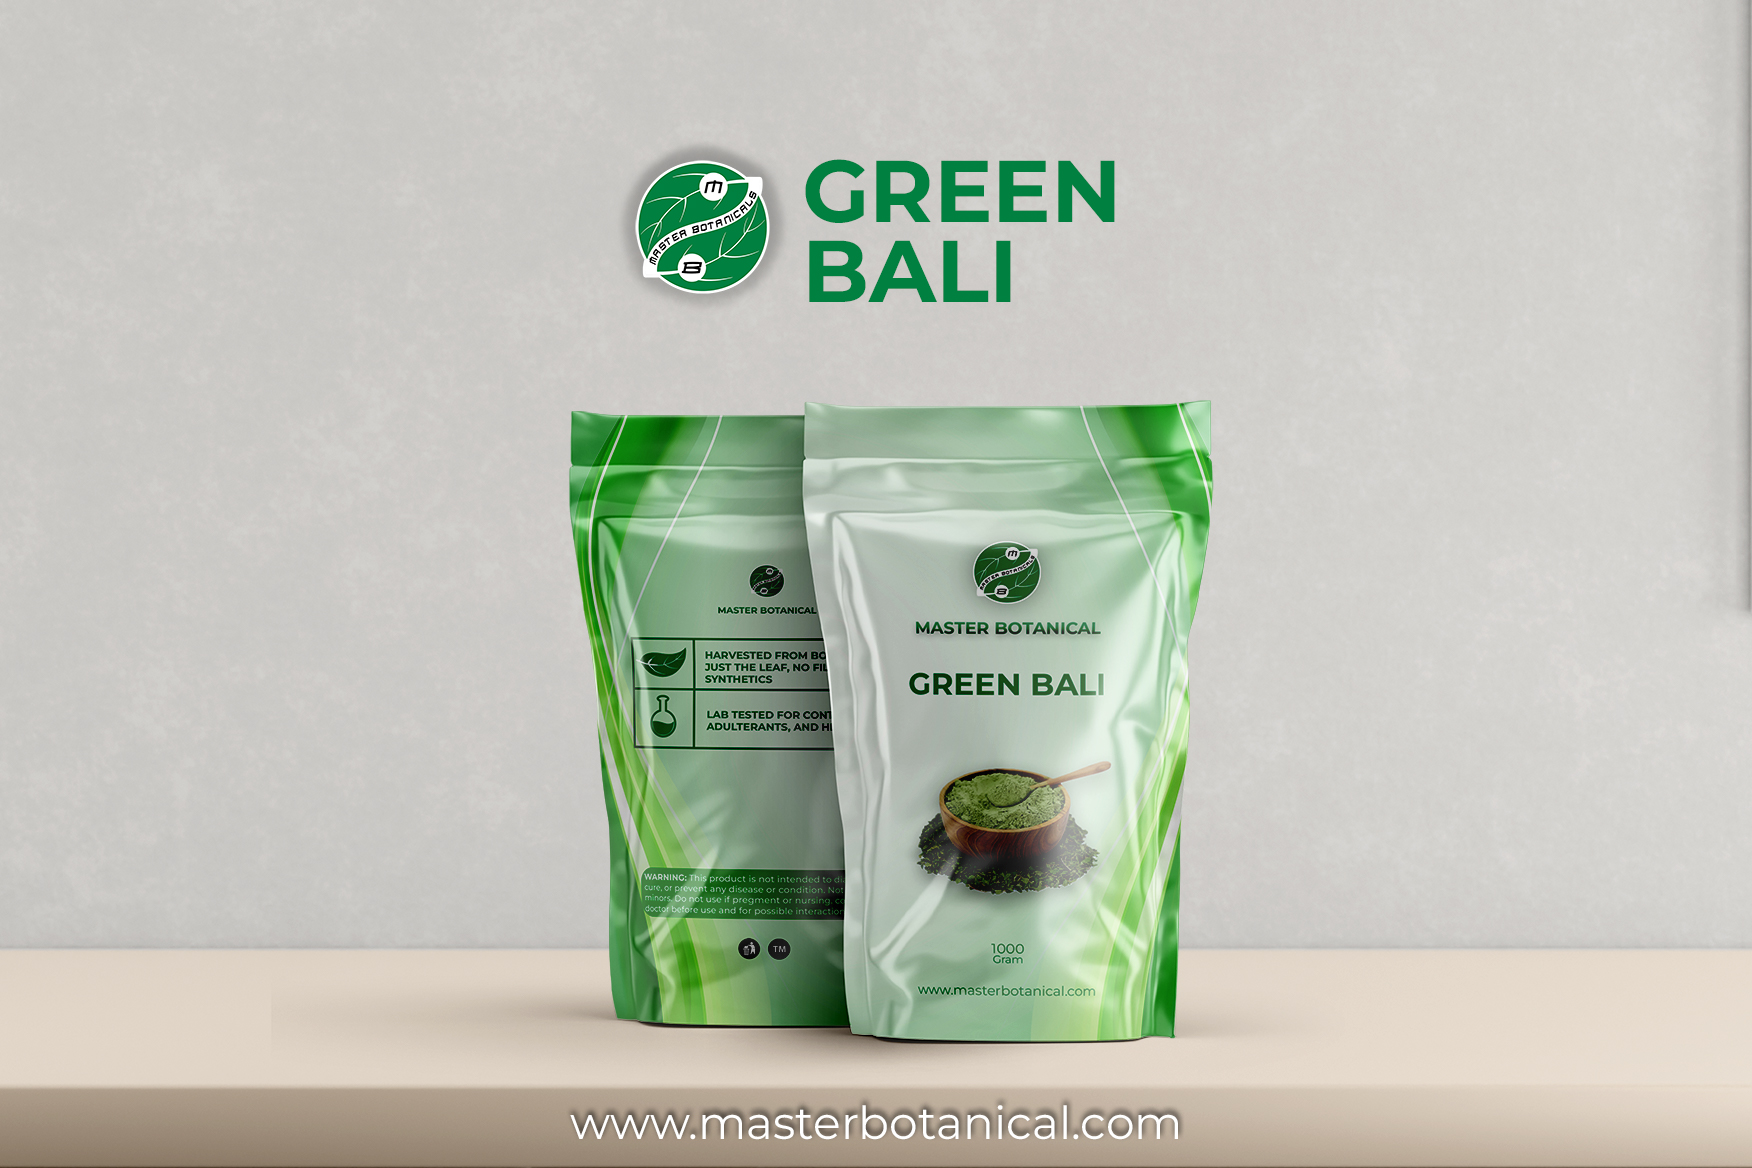 M
MASTER BOTANICALS
B
GREEN
BALI
MASTER BOTANICAL
HARVESTED FROM
JUST THE LEAF, NO
SYNTHETICS
LAB TESTED FOR
ADULTERANTS, AND
WARNING: This product is not intended to
cure, or prevent any disease or condition. Not
minors. Do not use if pregment or nursing.
doctor before use and for possible
TM
M
MASTER BOTANICALS
B
MASTER BOTANICAL
GREEN BALI
1000
Gram
www.masterbotanical.com
www.masterbotanical.com